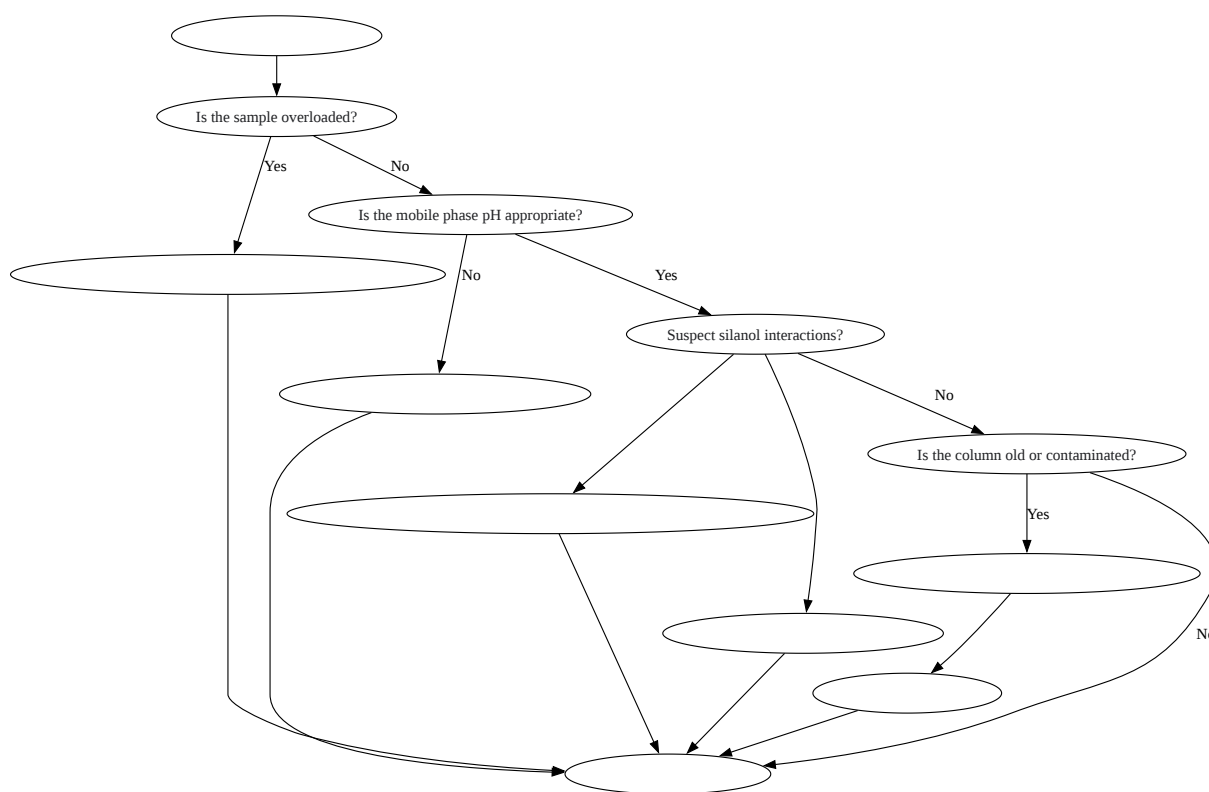 Is the sample overloaded?
Yes
No
Is the mobile phase pH appropriate?
No
Yes
Suspect silanol interactions?
No
Is the column old or contaminated?
Yes